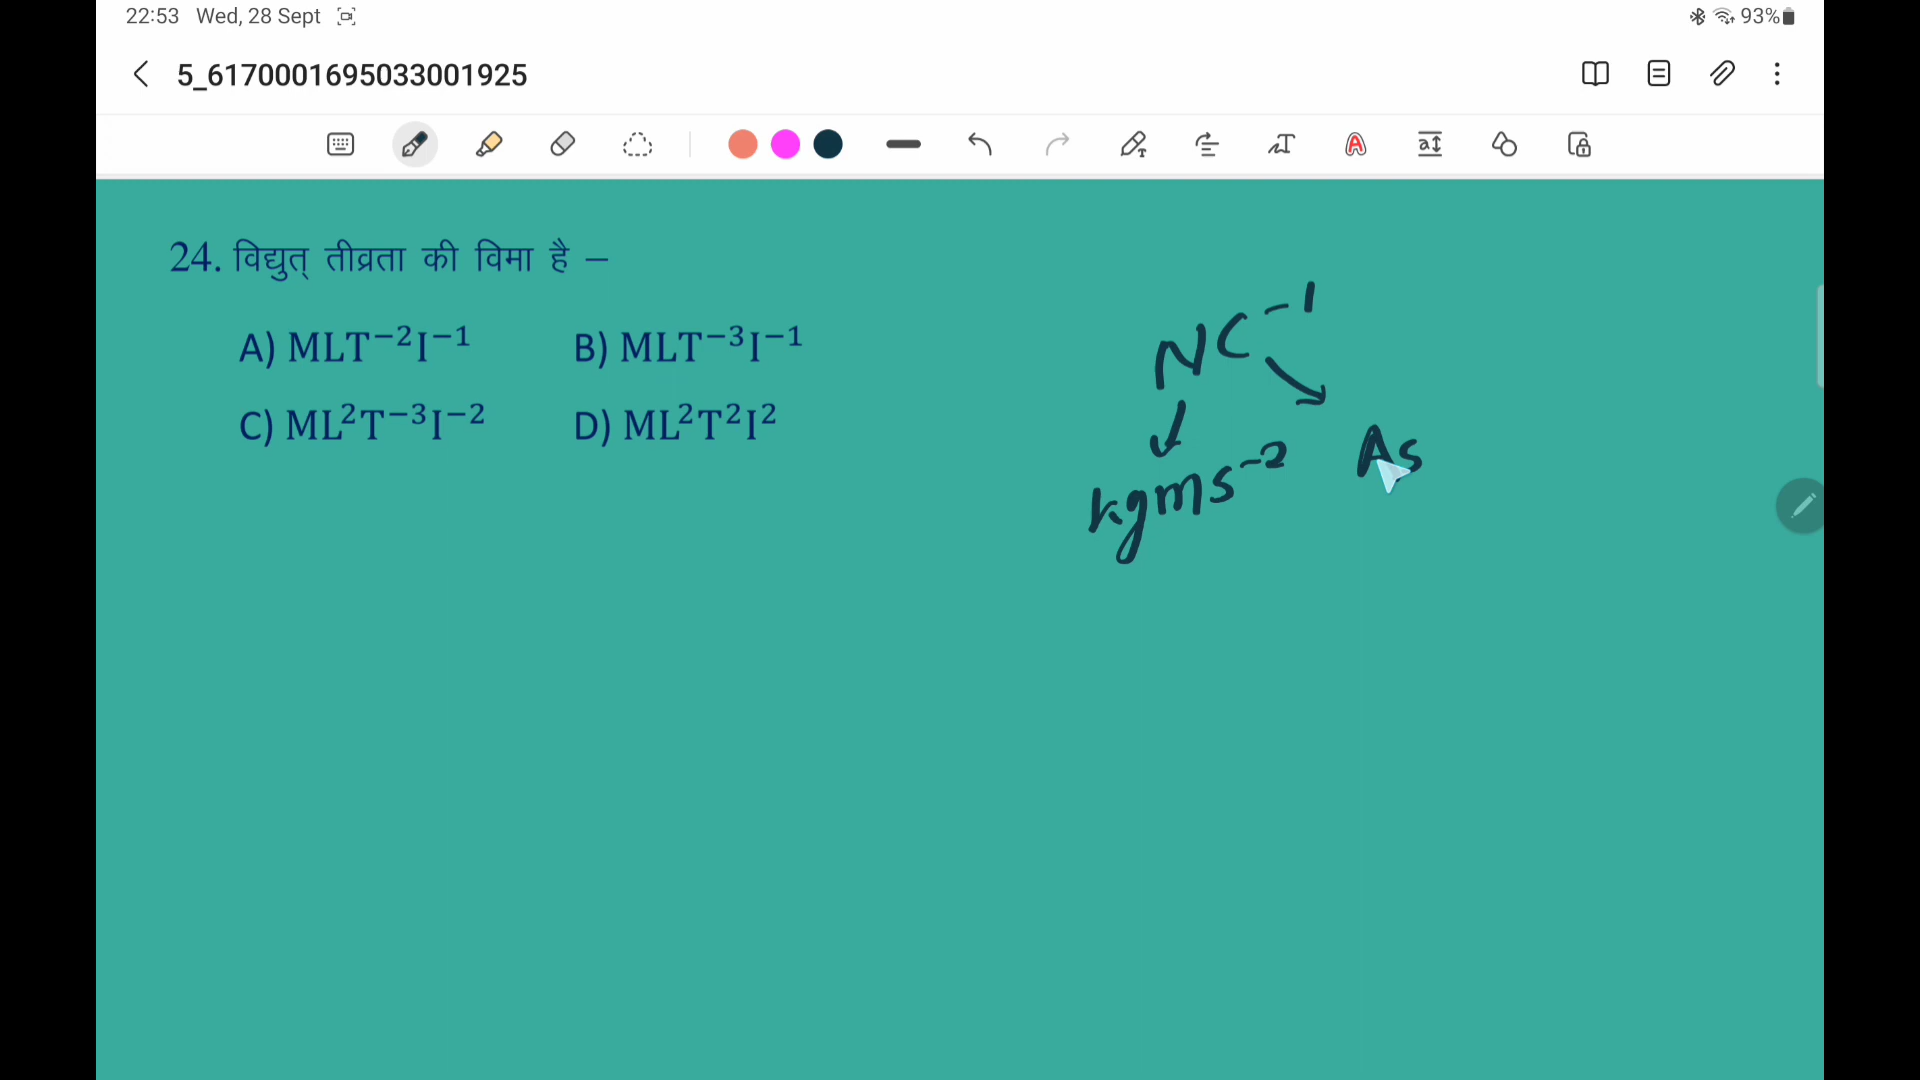 22:53 Wed, 28 Sept 93%
5_6170001695033001925
24. विद्युत् तीव्रता की विमा है –
A) MLT⁻²I⁻¹ B) MLT⁻³I⁻¹
C) ML²T⁻³I⁻² D) ML²T²I²
NC⁻¹
kgms⁻² As